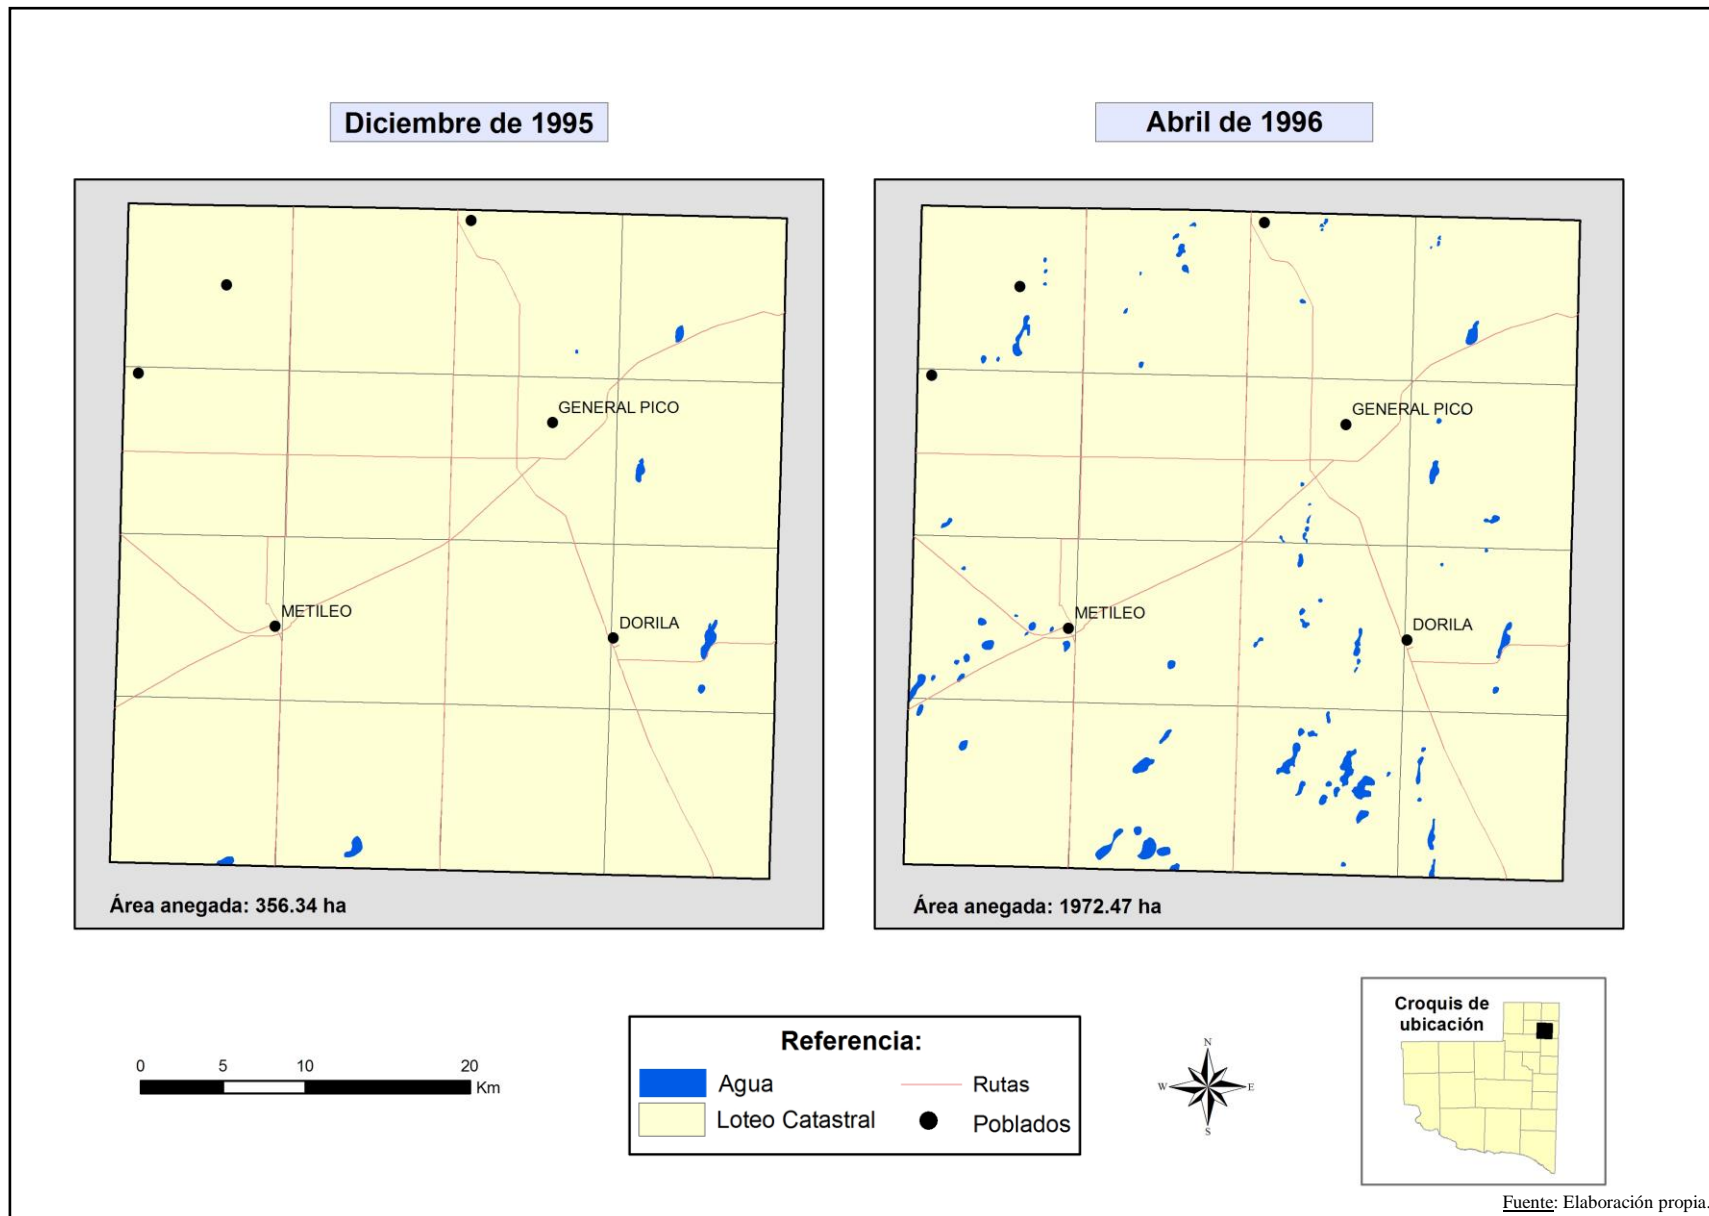 Diciembre de 1995
Abril de 1996
GENERAL PICO
METILEO
DORILA
Área anegada: 356.34 ha
GENERAL PICO
METILEO
DORILA
Área anegada: 1972.47 ha
0 5 10 20
Km
Referencia:
Agua
Rutas
Loteo Catastral
Poblados
N
W E
S
Croquis de
ubicación
Fuente: Elaboración propia.